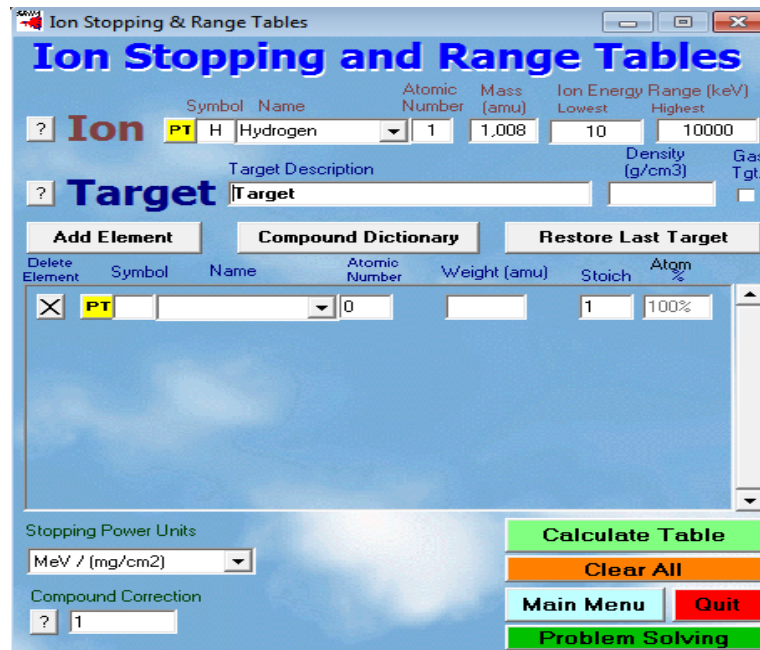 Ion Stopping & Range Tables
Ion Stopping and Range Tables
Atomic Mass Ion Energy Range (keV)
Symbol Name Number (amu) Lowest Highest
? Ion PT H Hydrogen 1 1,008 10 10000
Density Gas
Target Description (g/cm3) Tgt
? Target Target
Add Element Compound Dictionary Restore Last Target
Delete Atomic Atom
Element Symbol Name Number Weight (amu) Stoich %
X PT 0 1 100%
Stopping Power Units
MeV / (mg/cm2)
Calculate Table
Clear All
Compound Correction
? 1
Main Menu Quit
Problem Solving